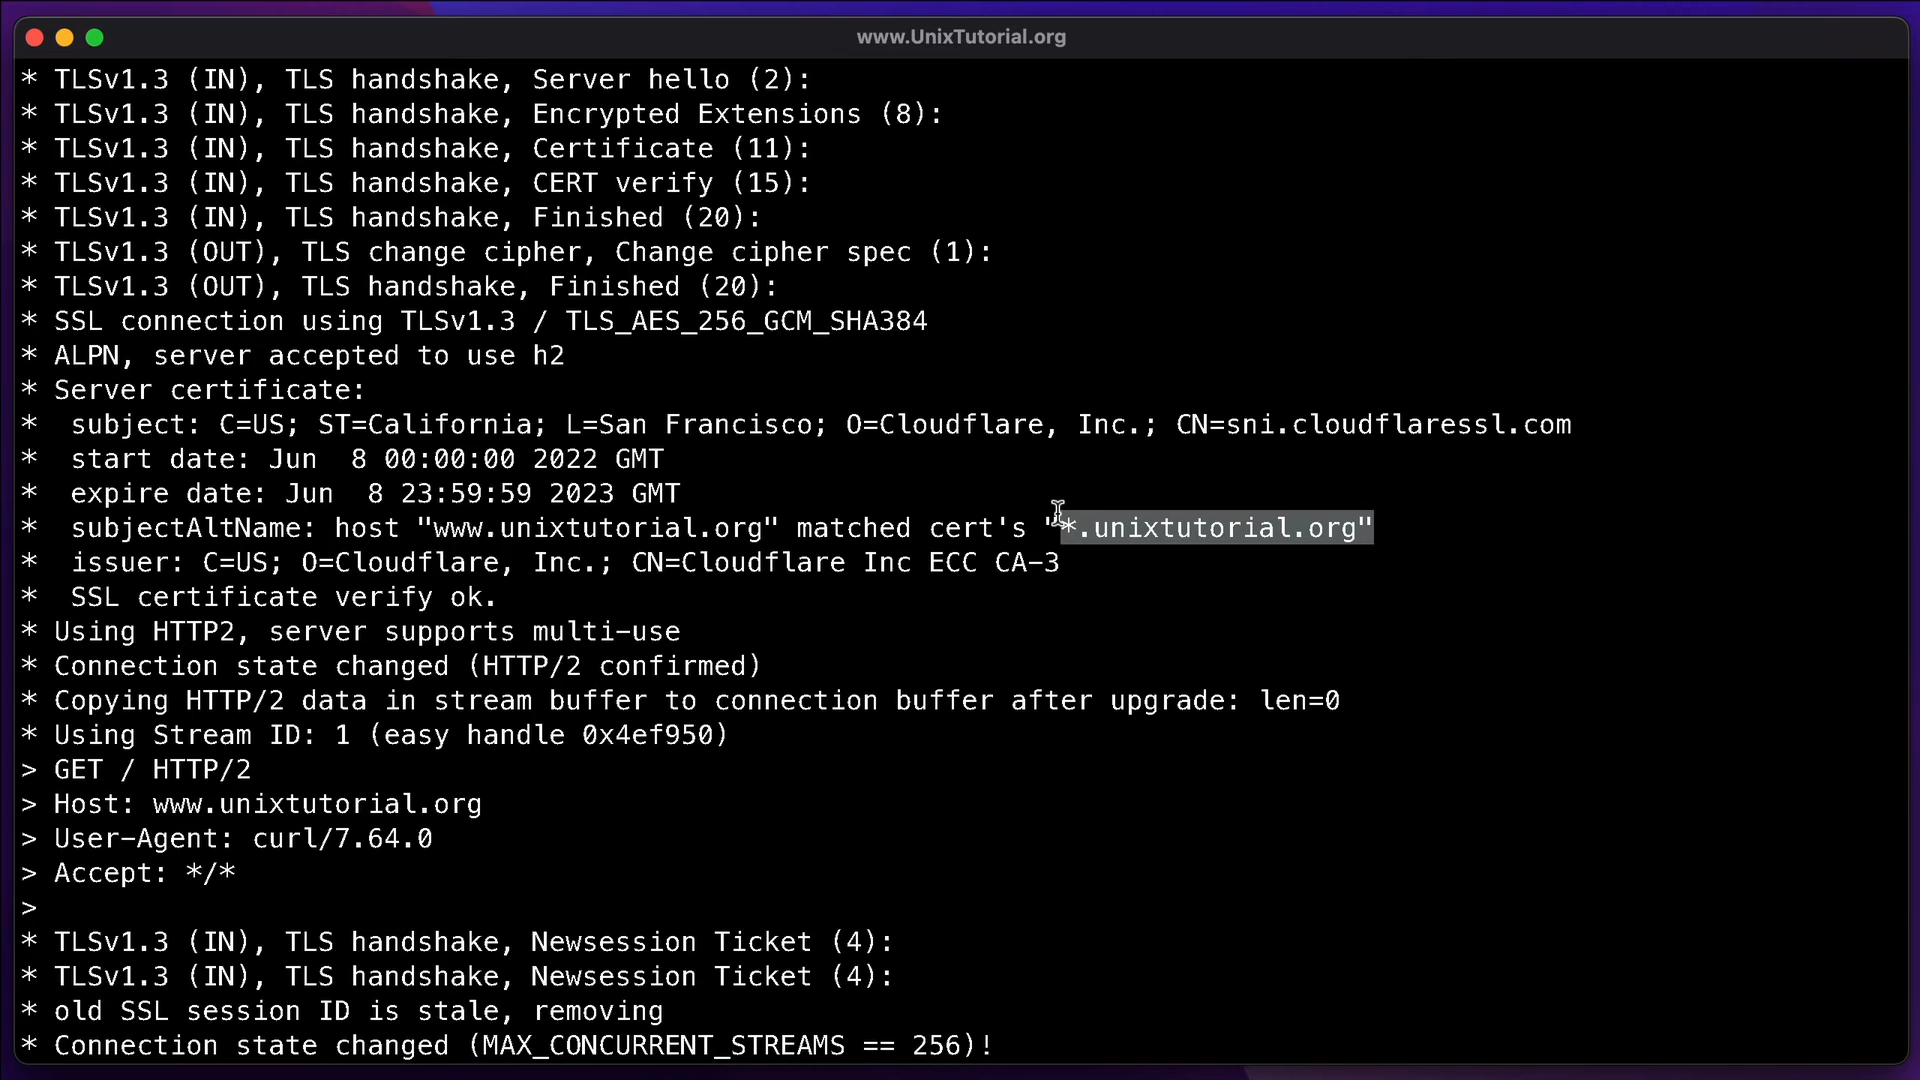 www.UnixTutorial.org
* TLSv1.3 (IN), TLS handshake, Server hello (2):
* TLSv1.3 (IN), TLS handshake, Encrypted Extensions (8):
* TLSv1.3 (IN), TLS handshake, Certificate (11):
* TLSv1.3 (IN), TLS handshake, CERT verify (15):
* TLSv1.3 (IN), TLS handshake, Finished (20):
* TLSv1.3 (OUT), TLS change cipher, Change cipher spec (1):
* TLSv1.3 (OUT), TLS handshake, Finished (20):
* SSL connection using TLSv1.3 / TLS_AES_256_GCM_SHA384
* ALPN, server accepted to use h2
* Server certificate:
*  subject: C=US; ST=California; L=San Francisco; O=Cloudflare, Inc.; CN=sni.cloudflaressl.com
*  start date: Jun  8 00:00:00 2022 GMT
*  expire date: Jun  8 23:59:59 2023 GMT
*  subjectAltName: host "www.unixtutorial.org" matched cert's "*.unixtutorial.org"
*  issuer: C=US; O=Cloudflare, Inc.; CN=Cloudflare Inc ECC CA-3
*  SSL certificate verify ok.
* Using HTTP2, server supports multi-use
* Connection state changed (HTTP/2 confirmed)
* Copying HTTP/2 data in stream buffer to connection buffer after upgrade: len=0
* Using Stream ID: 1 (easy handle 0x4ef950)
> GET / HTTP/2
> Host: www.unixtutorial.org
> User-Agent: curl/7.64.0
> Accept: */*
>
* TLSv1.3 (IN), TLS handshake, Newsession Ticket (4):
* TLSv1.3 (IN), TLS handshake, Newsession Ticket (4):
* old SSL session ID is stale, removing
* Connection state changed (MAX_CONCURRENT_STREAMS == 256)!